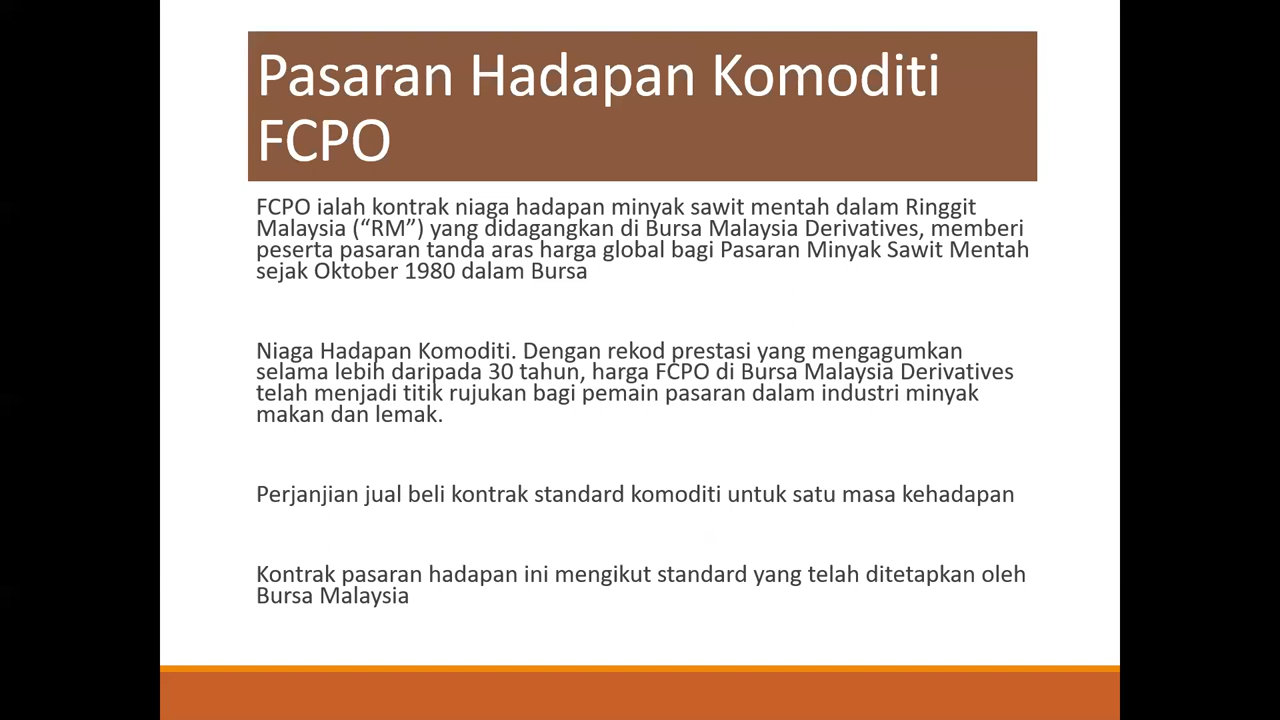 Pasaran Hadapan Komoditi
FCPO
FCPO ialah kontrak niaga hadapan minyak sawit mentah dalam Ringgit
Malaysia (“RM”) yang didagangkan di Bursa Malaysia Derivatives, memberi
peserta pasaran tanda aras harga global bagi Pasaran Minyak Sawit Mentah
sejak Oktober 1980 dalam Bursa
Niaga Hadapan Komoditi. Dengan rekod prestasi yang mengagumkan
selama lebih daripada 30 tahun, harga FCPO di Bursa Malaysia Derivatives
telah menjadi titik rujukan bagi pemain pasaran dalam industri minyak
makan dan lemak.
Perjanjian jual beli kontrak standard komoditi untuk satu masa kehadapan
Kontrak pasaran hadapan ini mengikut standard yang telah ditetapkan oleh
Bursa Malaysia